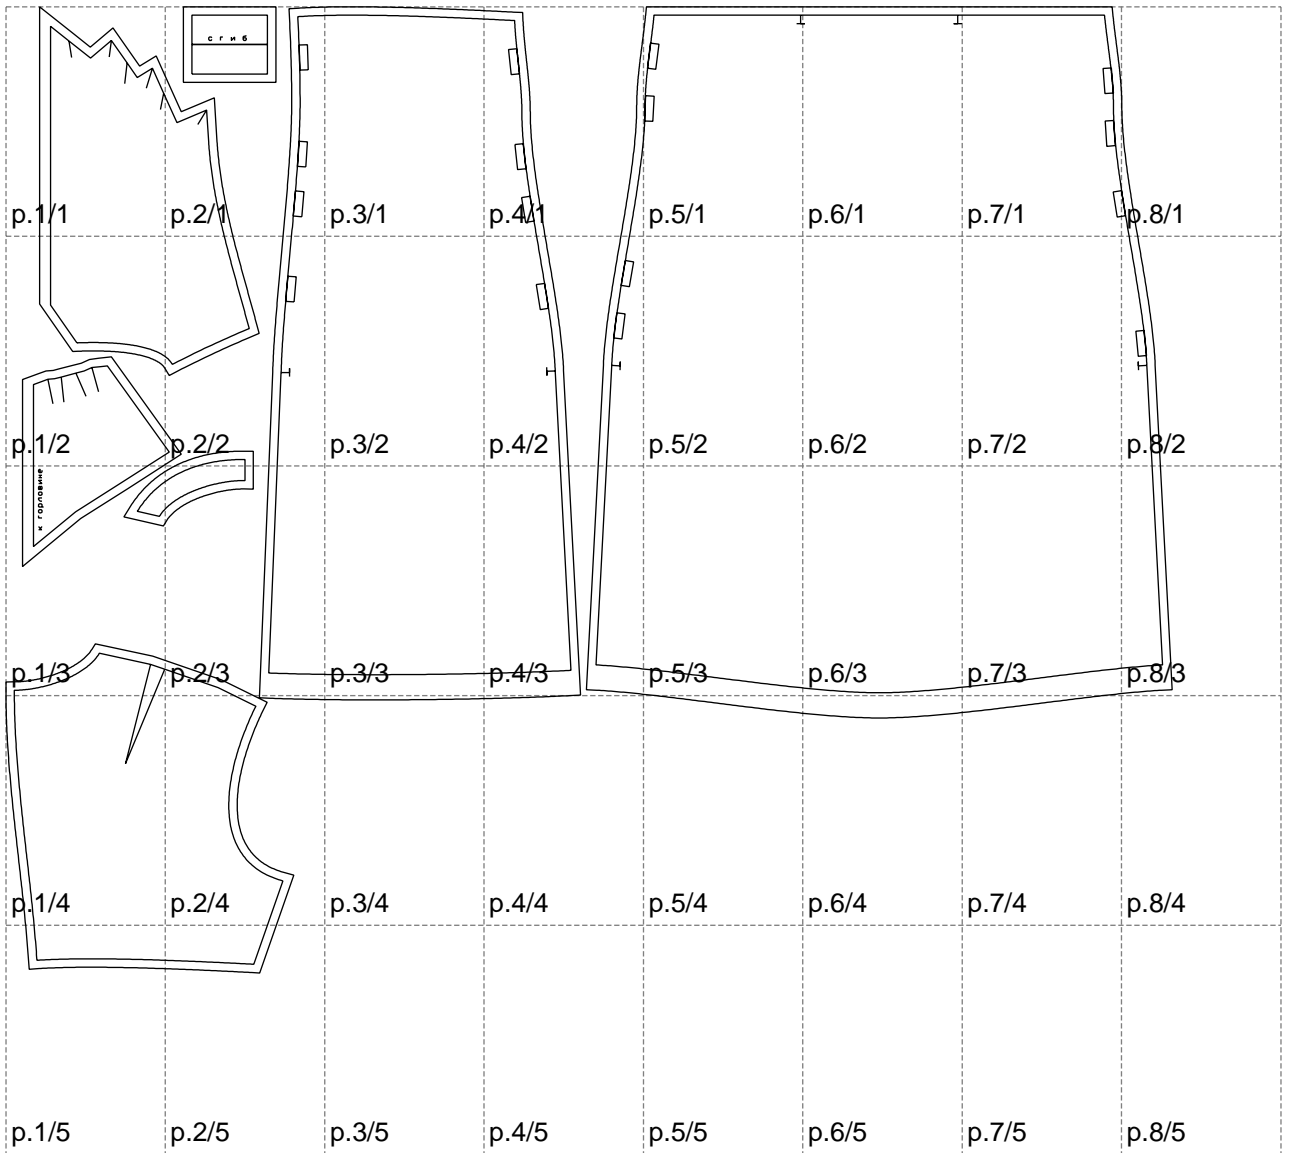 с г и б
p.1/1 p.2/1 p.3/1 p.4/1 p.5/1 p.6/1 p.7/1 p.8/1
p.1/2 p.2/2 p.3/2 p.4/2 p.5/2 p.6/2 p.7/2 p.8/2
к горловине
p.1/3 p.2/3 p.3/3 p.4/3 p.5/3 p.6/3 p.7/3 p.8/3
p.1/4 p.2/4 p.3/4 p.4/4 p.5/4 p.6/4 p.7/4 p.8/4
p.1/5 p.2/5 p.3/5 p.4/5 p.5/5 p.6/5 p.7/5 p.8/5